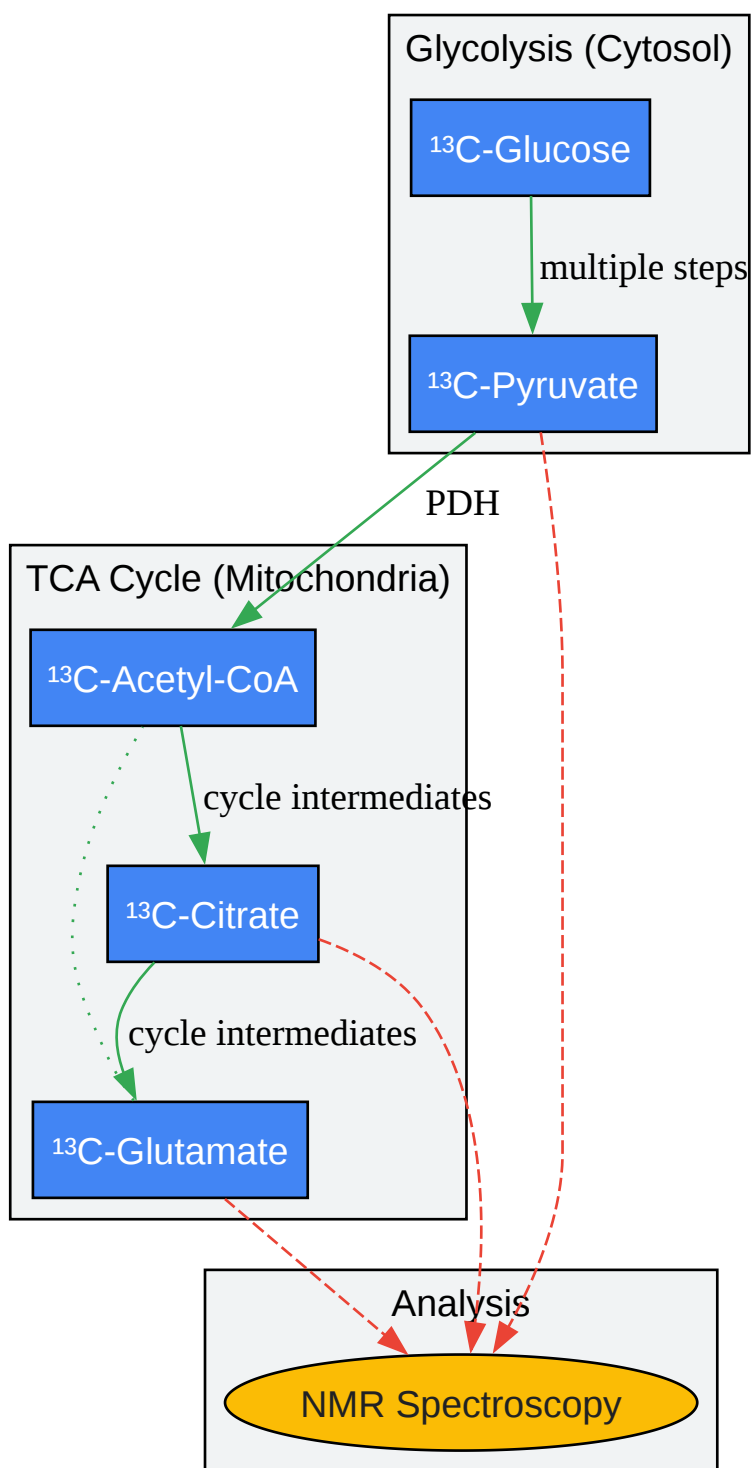 Glycolysis (Cytosol)
¹³C-Glucose
multiple steps
¹³C-Pyruvate
PDH
TCA Cycle (Mitochondria)
¹³C-Acetyl-CoA
cycle intermediates
¹³C-Citrate
cycle intermediates
¹³C-Glutamate
Analysis
NMR Spectroscopy